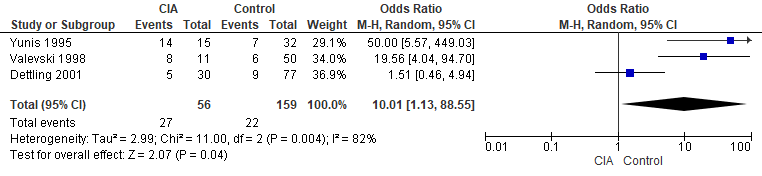 CIA Control Odds Ratio Odds Ratio
Study or Subgroup Events Total Events Total Weight M-H, Random, 95% CI M-H, Random, 95% CI
Yunis 1995 14 15 7 32 29.1% 50.00 [5.57, 449.03]
Valevski 1998 8 11 6 50 34.0% 19.56 [4.04, 94.70]
Dettling 2001 5 30 9 77 36.9% 1.51 [0.46, 4.94]
Total (95% CI) 56 159 100.0% 10.01 [1.13, 88.55]
Total events 27 22
Heterogeneity: Tau² = 2.99; Chi² = 11.00, df = 2 (P = 0.004); I² = 82%
Test for overall effect: Z = 2.07 (P = 0.04)
0.01 0.1 1 10 100
CIA Control